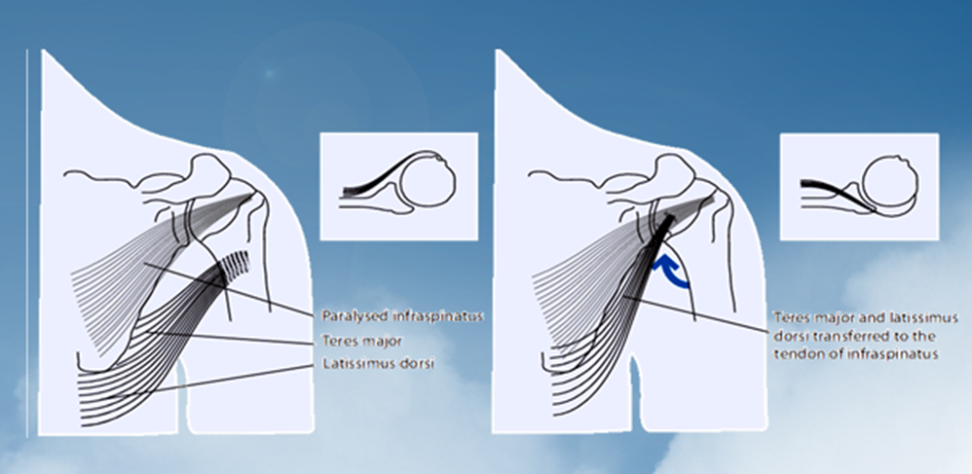 Paralysed infraspinatus
Teres major
Latissimus dorsi
Teres major and latissimus
dorsi transferred to the
tendon of infraspinatus